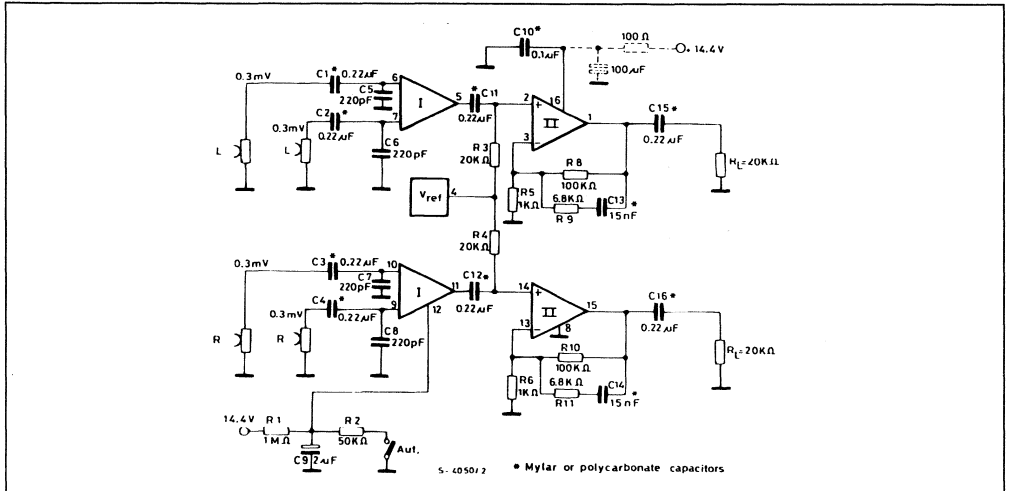 C10*
0.1µF
100Ω
+ 14.4V
100µF
0.3mV
C1* 0.22µF
6
C5
220pF
I
5
* C11
0.22µF
2
+
16
II
1
C15*
0.22µF
0.3mV
C2*
0.22µF
7
C6
220pF
L
L
R3
20KΩ
3
−
R8
100KΩ
R5
1KΩ
6.8KΩ
R9
C13*
15nF
RL=20KΩ
Vref
4
R4
20KΩ
0.3mV
C3* 0.22µF
10
C7
220pF
I
11
12
C12*
0.22µF
14
+
II
15
8
C16*
0.22µF
0.3mV
C4*
0.22µF
9
C8
220pF
R
R
13
−
R10
100KΩ
R6
1KΩ
6.8KΩ
R11
C14
15nF*
RL=20KΩ
14.4V
R1
1MΩ
R2
50KΩ
C9 2µF
Aut.
S-4050/2
* Mylar or polycarbonate capacitors